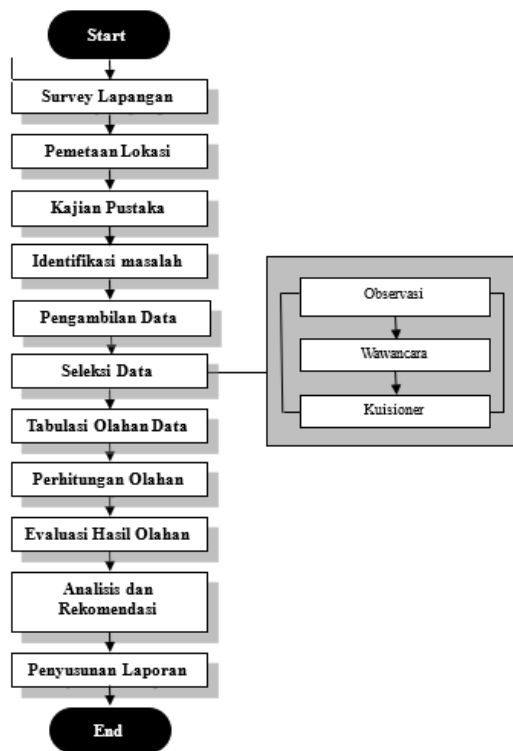 Start
Survey Lapangan
Pemetaan Lokasi
Kajian Pustaka
Identifikasi masalah
Pengambilan Data
Seleksi Data
Tabulasi Olahan Data
Perhitungan Olahan
Evaluasi Hasil Olahan
Analisis dan
Rekomendasi
Penyusunan Laporan
End
Observasi
Wawancara
Kuisioner